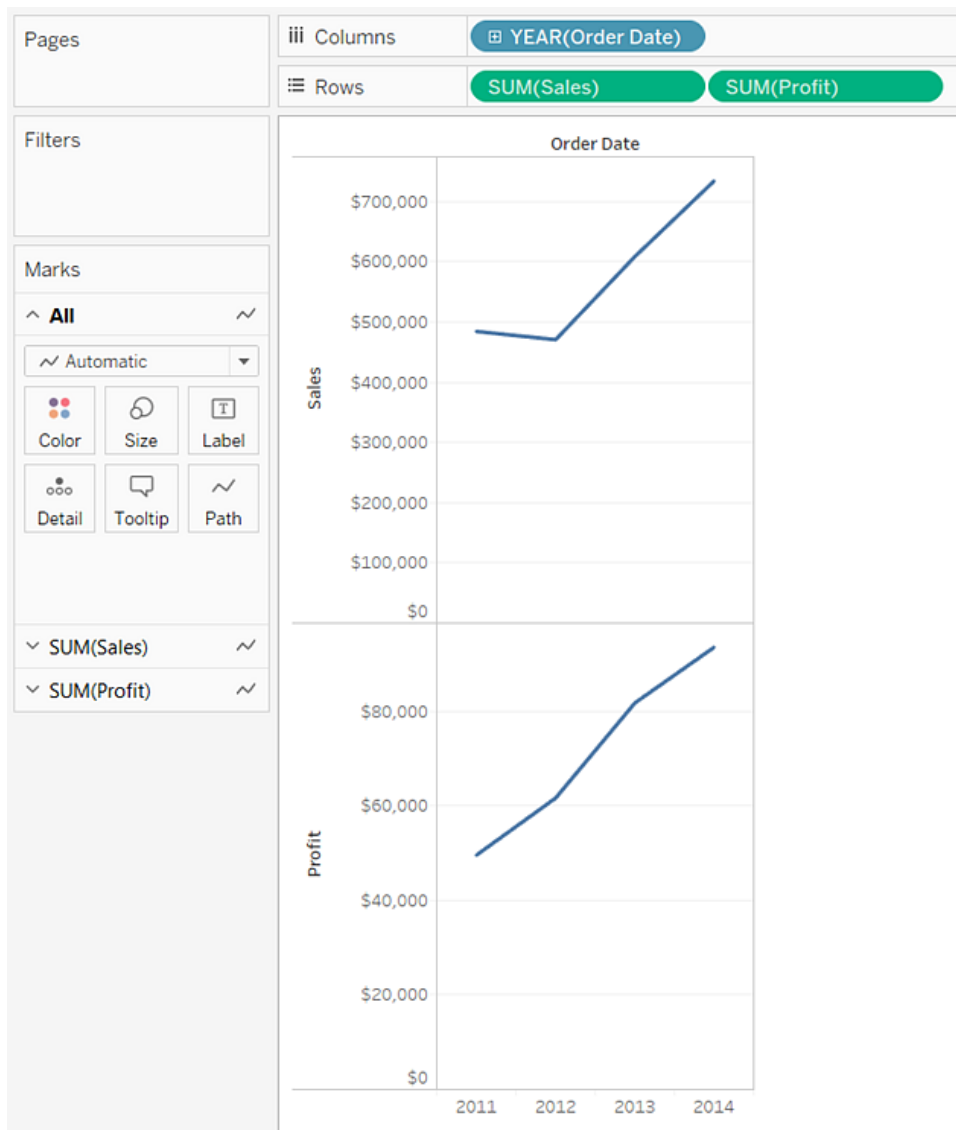 Pages
Columns
YEAR(Order Date)
Rows
SUM(Sales)
SUM(Profit)
Filters
Marks
All
Automatic
Color
Size
T
Label
Detail
Tooltip
Path
SUM(Sales)
SUM(Profit)
Order Date
Sales
$700,000
$600,000
$500,000
$400,000
$300,000
$200,000
$100,000
$0
Profit
$80,000
$60,000
$40,000
$20,000
$0
2011 2012 2013 2014